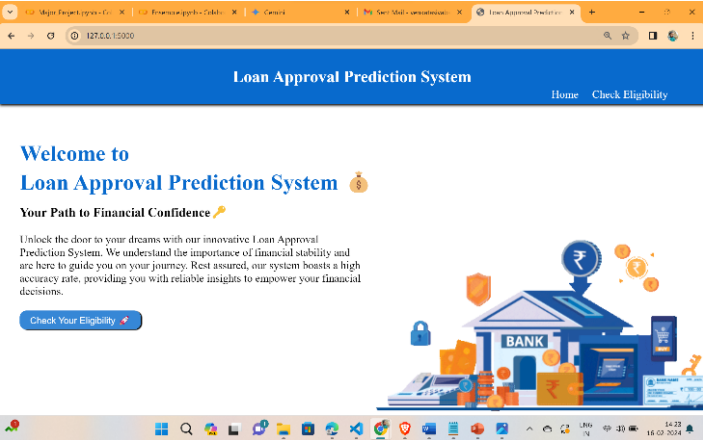 Gemini
Loan Approval Prediction
127.0.0.1:5000
Loan Approval Prediction System
Home Check Eligibility
Welcome to
Loan Approval Prediction System
Your Path to Financial Confidence
Unlock the door to your dreams with our innovative Loan Approval
Prediction System. We understand the importance of financial stability and
are here to guide you on your journey. Rest assured, our system boasts a high
accuracy rate, providing you with reliable insights to empower your financial
decisions.
Check Your Eligibility
₹
BANK
₹
ENG
IN
14:23
16-02-2024